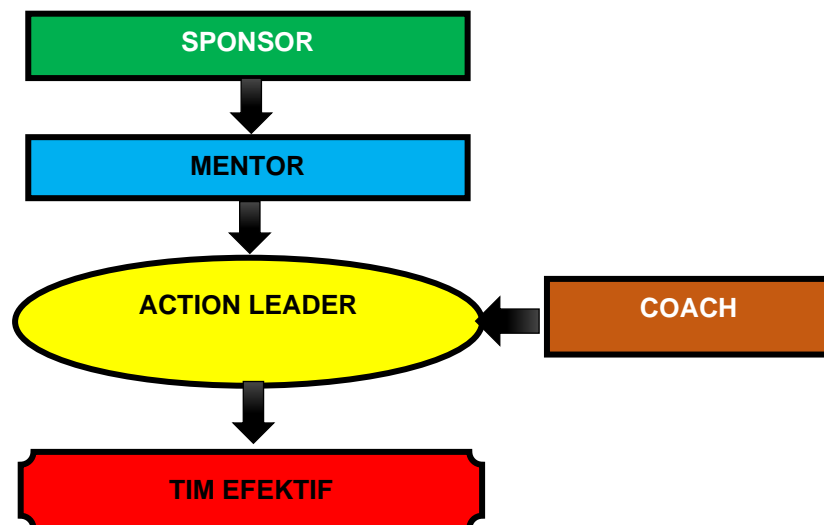 SPONSOR
MENTOR
ACTION LEADER
COACH
TIM EFEKTIF